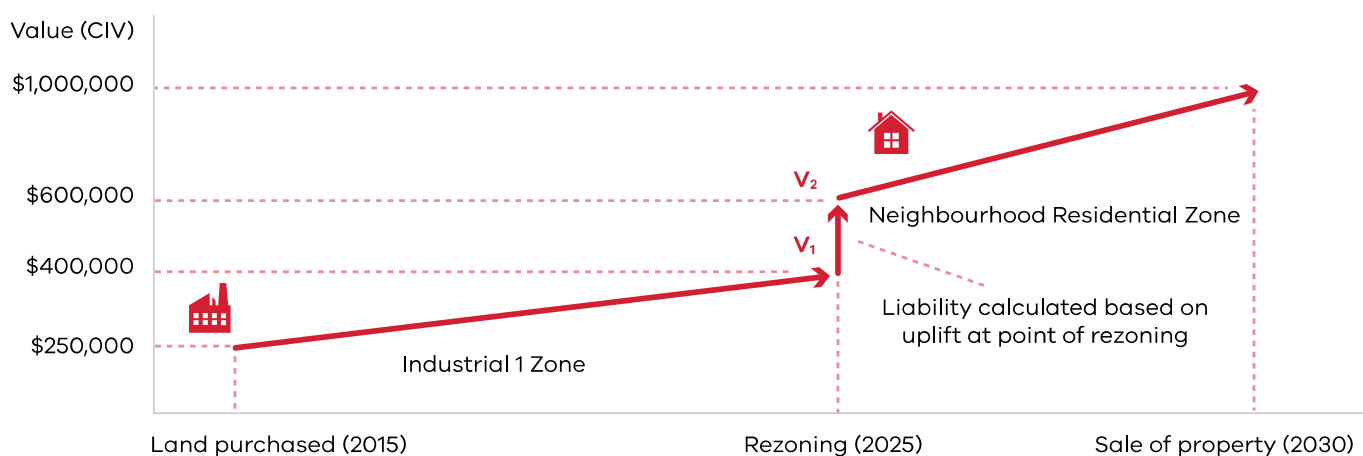 Value (CIV)
$1,000,000
$600,000
$400,000
$250,000
V₂
V₁
Neighbourhood Residential Zone
Liability calculated based on
uplift at point of rezoning
Industrial 1 Zone
Land purchased (2015)
Rezoning (2025)
Sale of property (2030)